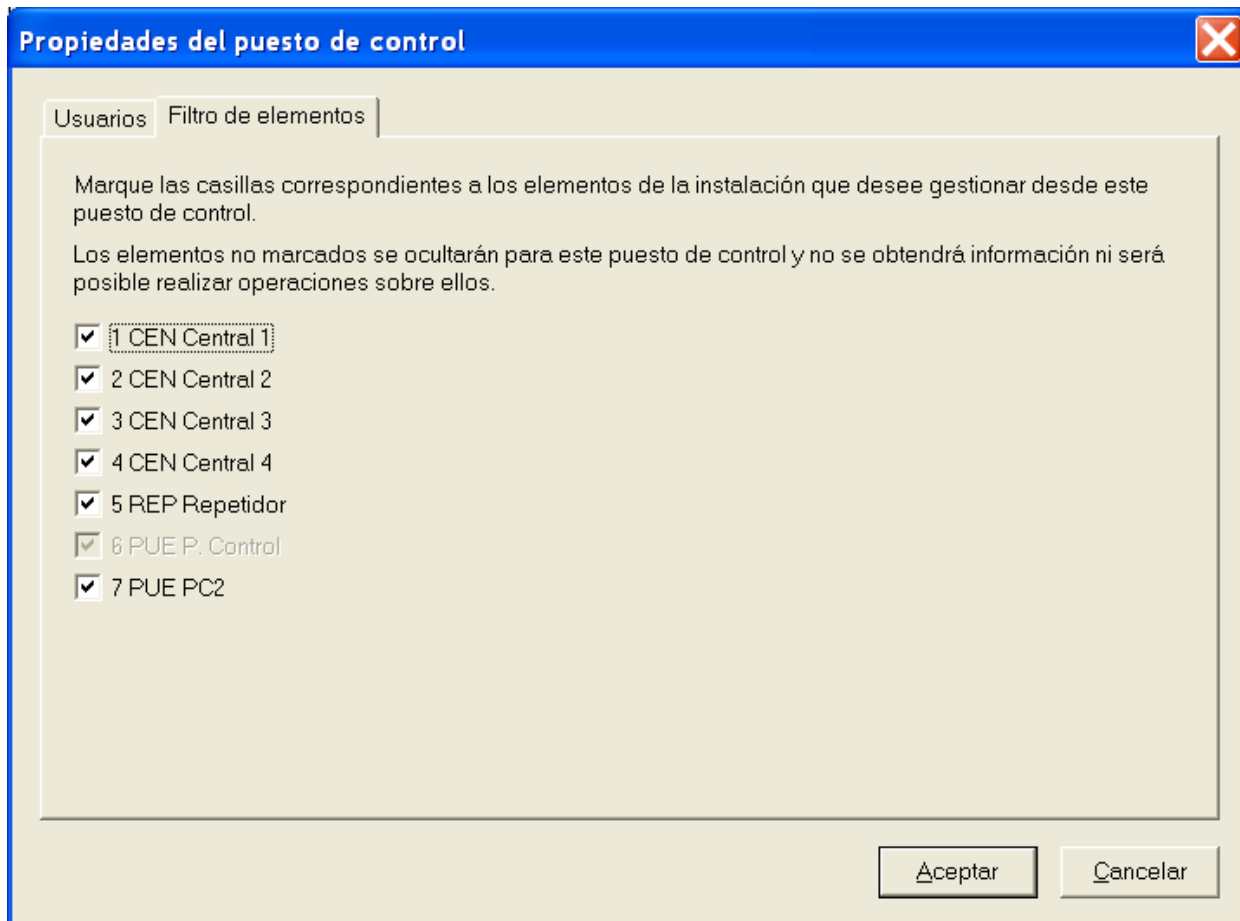 Propiedades del puesto de control
Usuarios
Filtro de elementos
Marque las casillas correspondientes a los elementos de la instalación que desee gestionar desde este
puesto de control.
Los elementos no marcados se ocultarán para este puesto de control y no se obtendrá información ni será
posible realizar operaciones sobre ellos.
1 CEN Central 1
2 CEN Central 2
3 CEN Central 3
4 CEN Central 4
5 REP Repetidor
6 PUE P. Control
7 PUE PC2
Aceptar
Cancelar